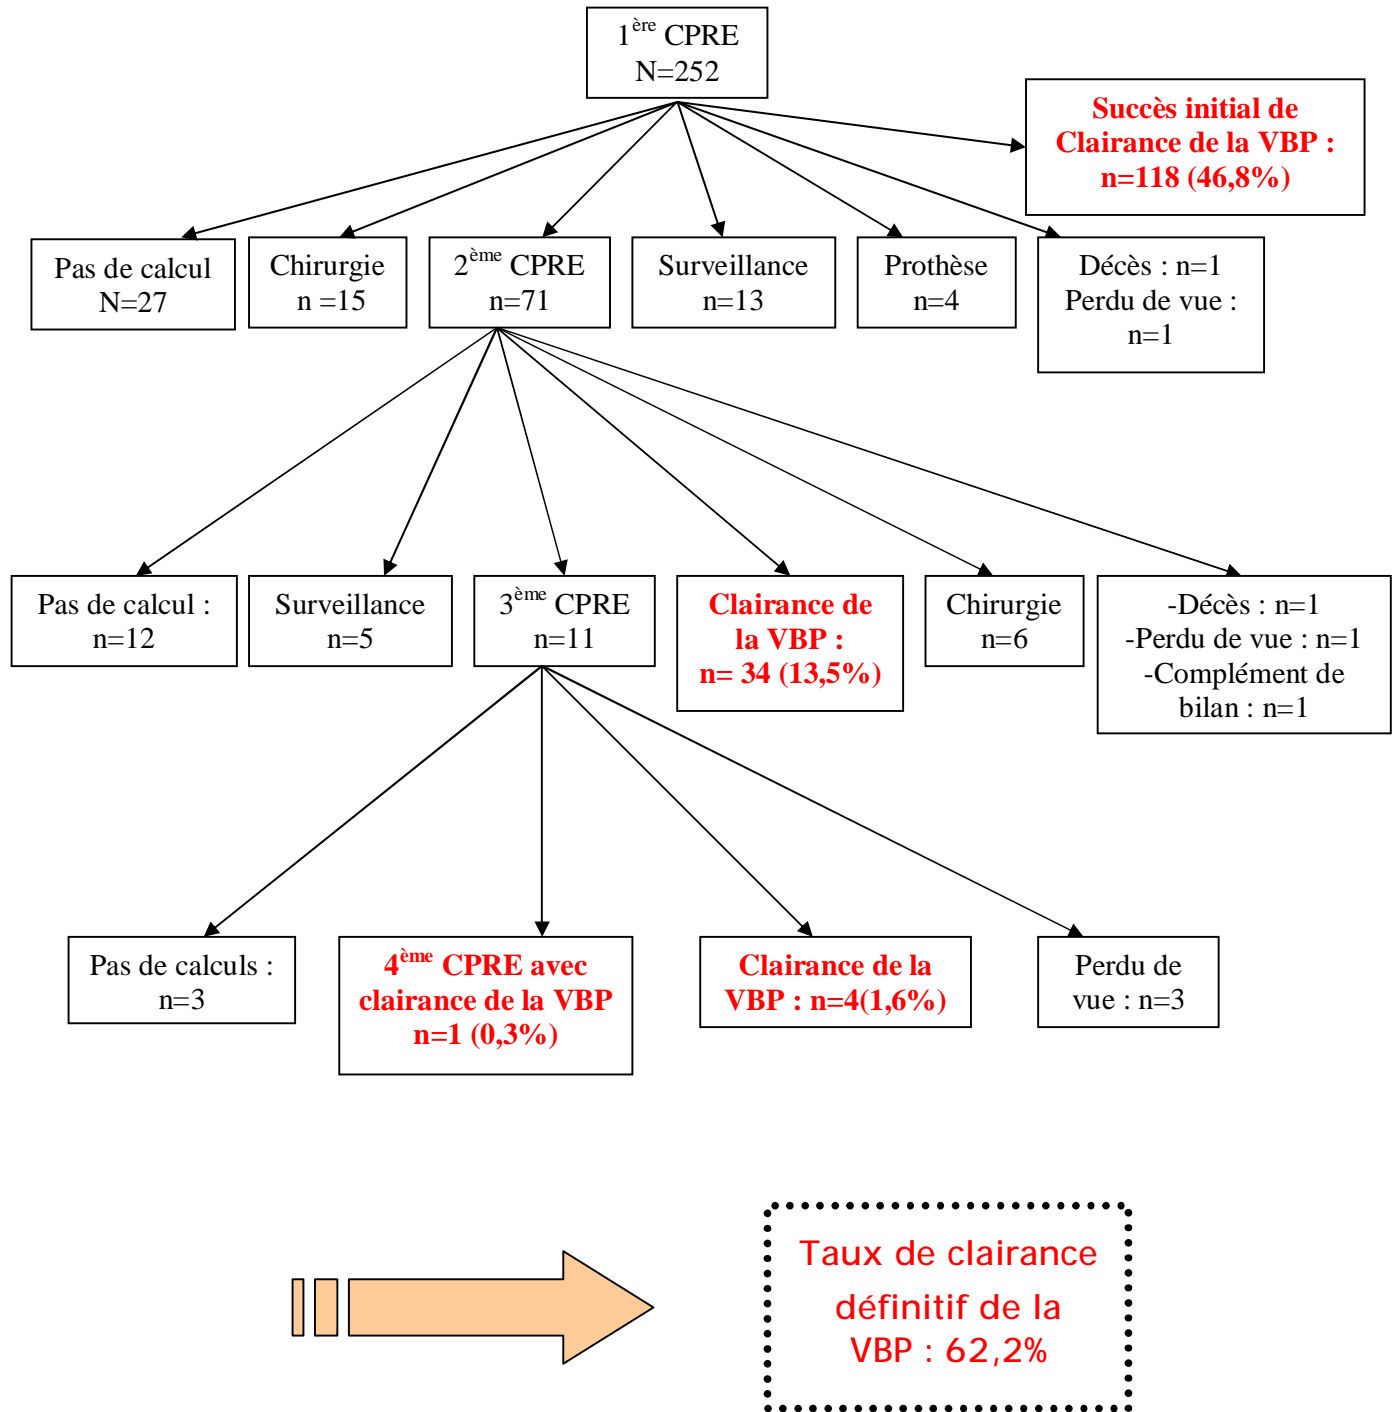 1ère CPRE
N=252
Succès initial de
Clairance de la VBP :
n=118 (46,8%)
Pas de calcul
N=27
Chirurgie
n =15
2ème CPRE
n=71
Surveillance
n=13
Prothèse
n=4
Décès : n=1
Perdu de vue :
n=1
Pas de calcul :
n=12
Surveillance
n=5
3ème CPRE
n=11
Clairance de
la VBP :
n= 34 (13,5%)
Chirurgie
n=6
-Décès : n=1
-Perdu de vue : n=1
-Complément de
bilan : n=1
Pas de calculs :
n=3
4ème CPRE avec
clairance de la VBP
n=1 (0,3%)
Clairance de la
VBP : n=4(1,6%)
Perdu de
vue : n=3
Taux de clairance
définitif de la
VBP : 62,2%